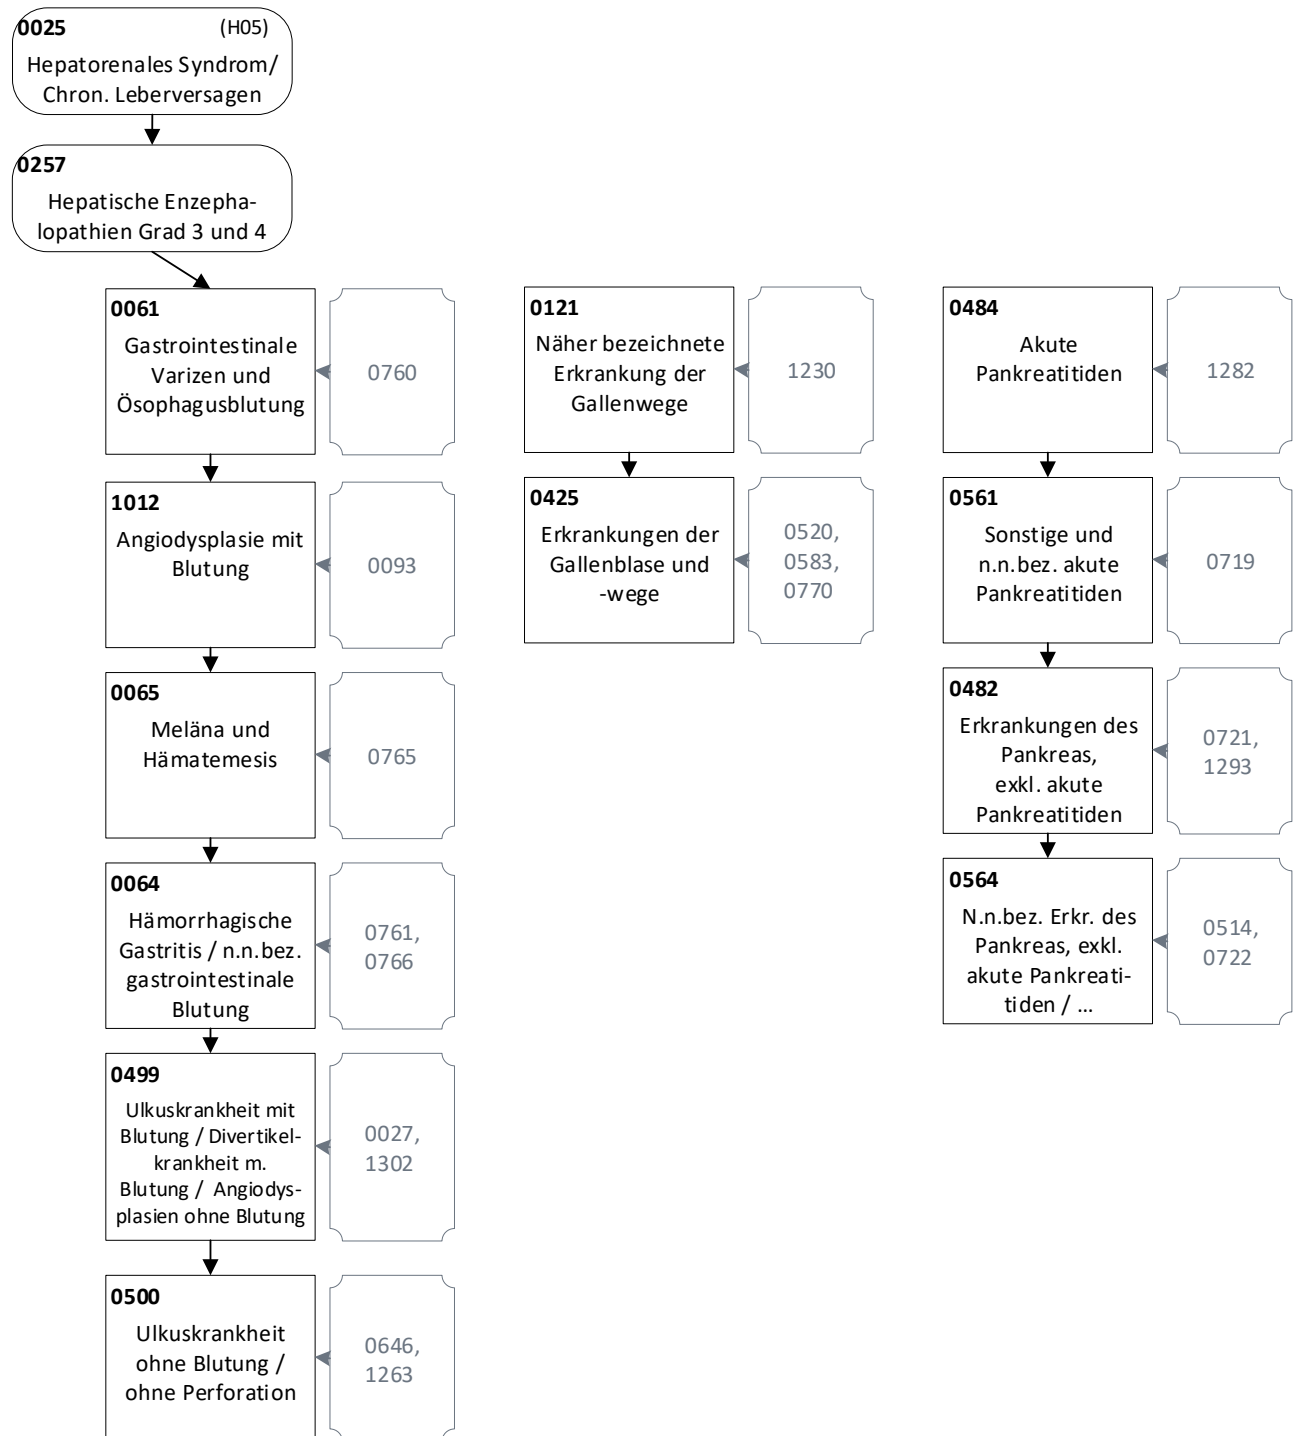 0025 (H05)
Hepatorenales Syndrom/
Chron. Leberversagen
0257
Hepatische Enzepha-
lopathien Grad 3 und 4
0061
Gastrointestinale
Varizen und
Ösophagusblutung
0760
1012
Angiodysplasie mit
Blutung
0093
0065
Meläna und
Hämatemesis
0765
0064
Hämorrhagische
Gastritis / n.n.bez.
gastrointestinale
Blutung
0761,
0766
0499
Ulkuskrankheit mit
Blutung / Divertikel-
krankheit m.
Blutung / Angiodys-
plasien ohne Blutung
0027,
1302
0500
Ulkuskrankheit
ohne Blutung /
ohne Perforation
0646,
1263
0121
Näher bezeichnete
Erkrankung der
Gallenwege
1230
0425
Erkrankungen der
Gallenblase und
-wege
0520,
0583,
0770
0484
Akute
Pankreatitiden
1282
0561
Sonstige und
n.n.bez. akute
Pankreatitiden
0719
0482
Erkrankungen des
Pankreas,
exkl. akute
Pankreatitiden
0721,
1293
0564
N.n.bez. Erkr. des
Pankreas, exkl.
akute Pankreati-
tiden / ...
0514,
0722